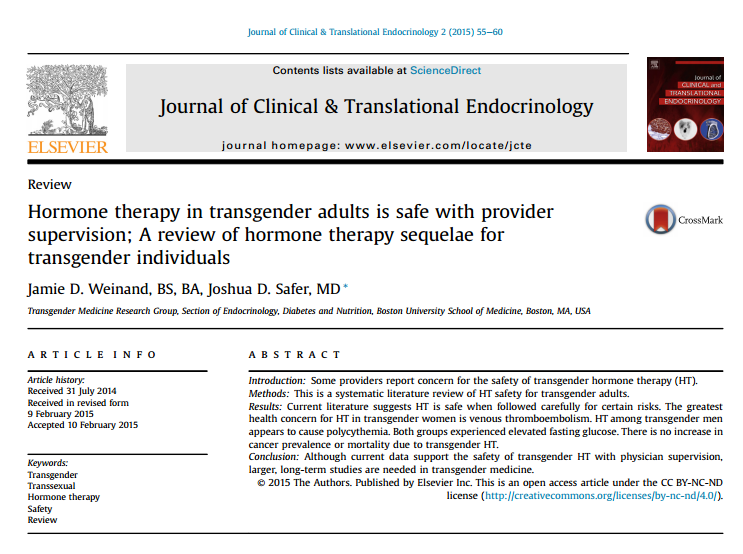 Journal of Clinical & Translational Endocrinology 2 (2015) 55–60
Contents lists available at ScienceDirect
Journal of Clinical & Translational Endocrinology
journal homepage: www.elsevier.com/locate/jcte
ELSEVIER
Journal of
CLINICAL and
TRANSLATIONAL
ENDOCRINOLOGY
Review
Hormone therapy in transgender adults is safe with provider
supervision; A review of hormone therapy sequelae for
transgender individuals
CrossMark
Jamie D. Weinand, BS, BA, Joshua D. Safer, MD *
Transgender Medicine Research Group, Section of Endocrinology, Diabetes and Nutrition, Boston University School of Medicine, Boston, MA, USA
ARTICLE INFO
Article history:
Received 31 July 2014
Received in revised form
9 February 2015
Accepted 10 February 2015
Keywords:
Transgender
Transsexual
Hormone therapy
Safety
Review
ABSTRACT
Introduction: Some providers report concern for the safety of transgender hormone therapy (HT).
Methods: This is a systematic literature review of HT safety for transgender adults.
Results: Current literature suggests HT is safe when followed carefully for certain risks. The greatest
health concern for HT in transgender women is venous thromboembolism. HT among transgender men
appears to cause polycythemia. Both groups experienced elevated fasting glucose. There is no increase in
cancer prevalence or mortality due to transgender HT.
Conclusion: Although current data support the safety of transgender HT with physician supervision,
larger, long-term studies are needed in transgender medicine.
© 2015 The Authors. Published by Elsevier Inc. This is an open access article under the CC BY-NC-ND
license (http://creativecommons.org/licenses/by-nc-nd/4.0/).